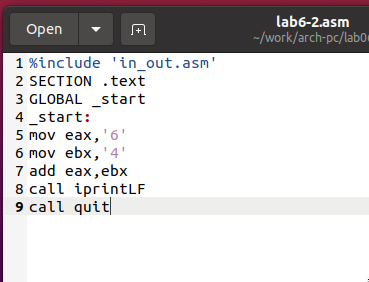 Open
lab6-2.asm
~/work/arch-pc/lab0
1 %include 'in_out.asm'
2 SECTION .text
3 GLOBAL _start
4 _start:
5 mov eax,'6'
6 mov ebx,'4'
7 add eax,ebx
8 call iprintLF
9 call quit